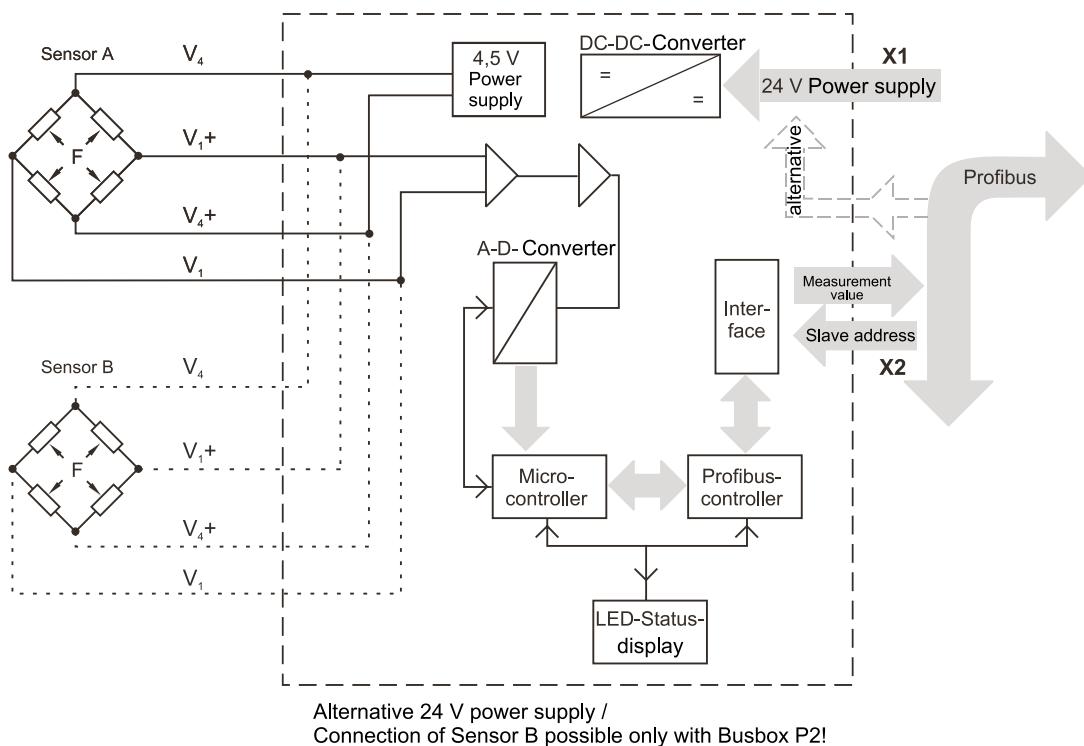 Sensor A
V4
F
V1+
V4+
V1
4,5 V
Power
supply
DC-DC-Converter
=
=
X1
24 V Power supply
alternative
Profibus
A-D- Converter
Inter-
face
Measurement
value
Slave address
X2
Sensor B
V4
F
V1+
V4+
V1
Micro-
controller
Profibus-
controller
LED-Status-
display
Alternative 24 V power supply /
Connection of Sensor B possible only with Busbox P2!